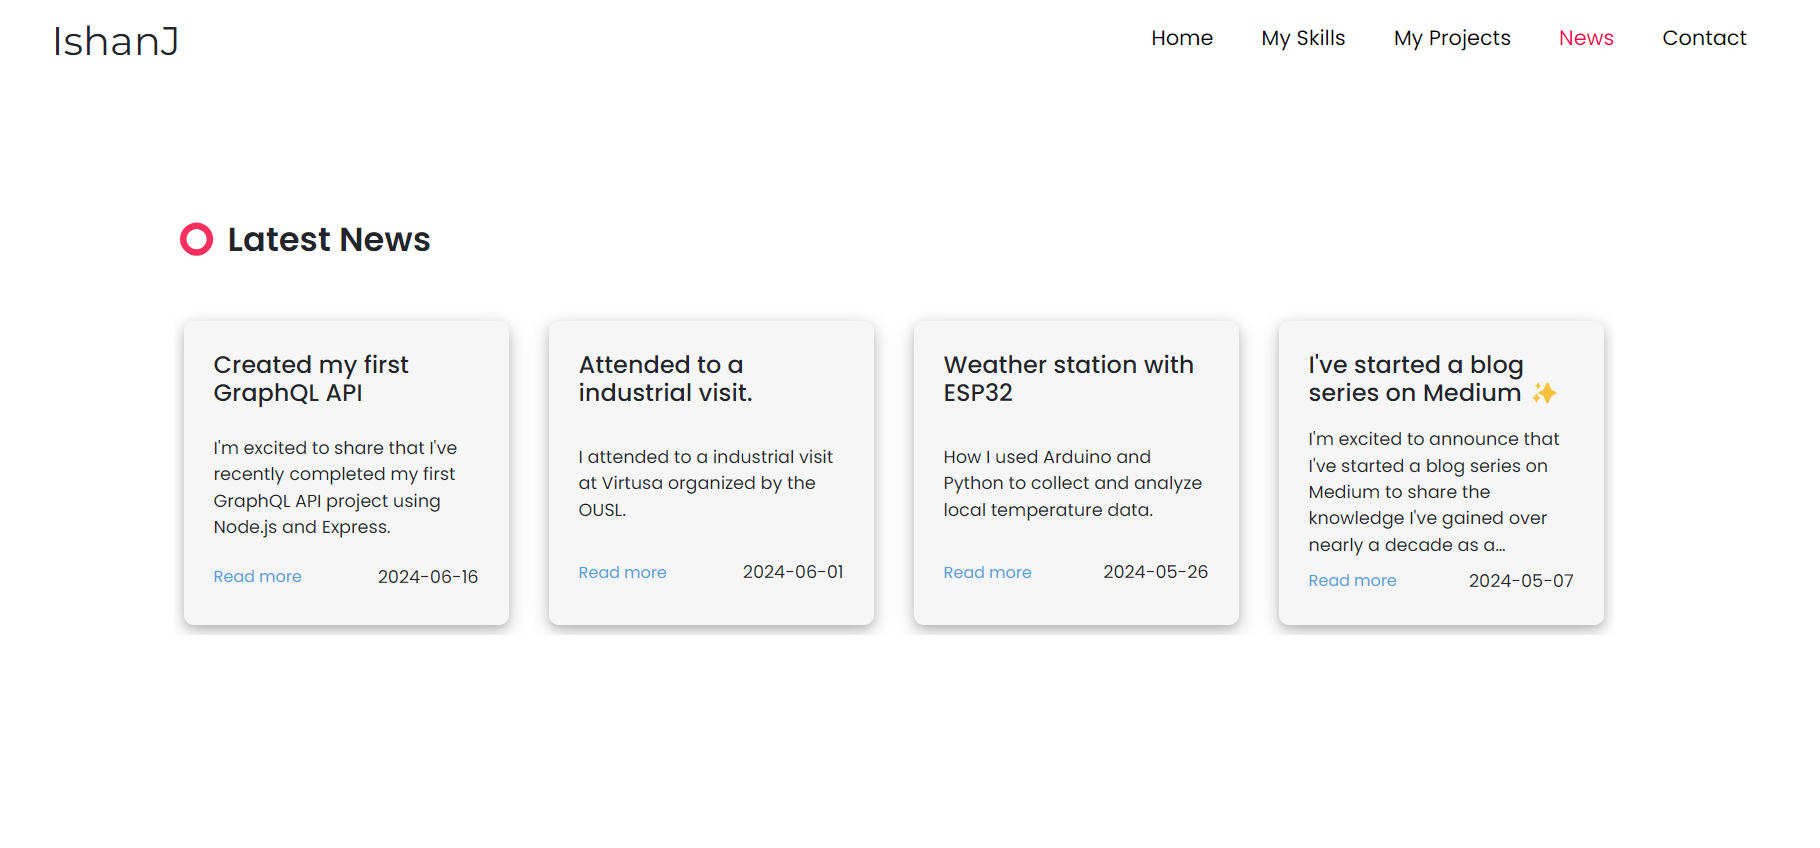 IshanJ
Home My Skills My Projects News Contact
Latest News
Created my first
GraphQL API
I'm excited to share that I've
recently completed my first
GraphQL API project using
Node.js and Express.
Read more 2024-06-16
Attended to a
industrial visit.
I attended to a industrial visit
at Virtusa organized by the
OUSL.
Read more 2024-06-01
Weather station with
ESP32
How I used Arduino and
Python to collect and analyze
local temperature data.
Read more 2024-05-26
I've started a blog
series on Medium ✨
I'm excited to announce that
I've started a blog series on
Medium to share the
knowledge I've gained over
nearly a decade as a...
Read more 2024-05-07